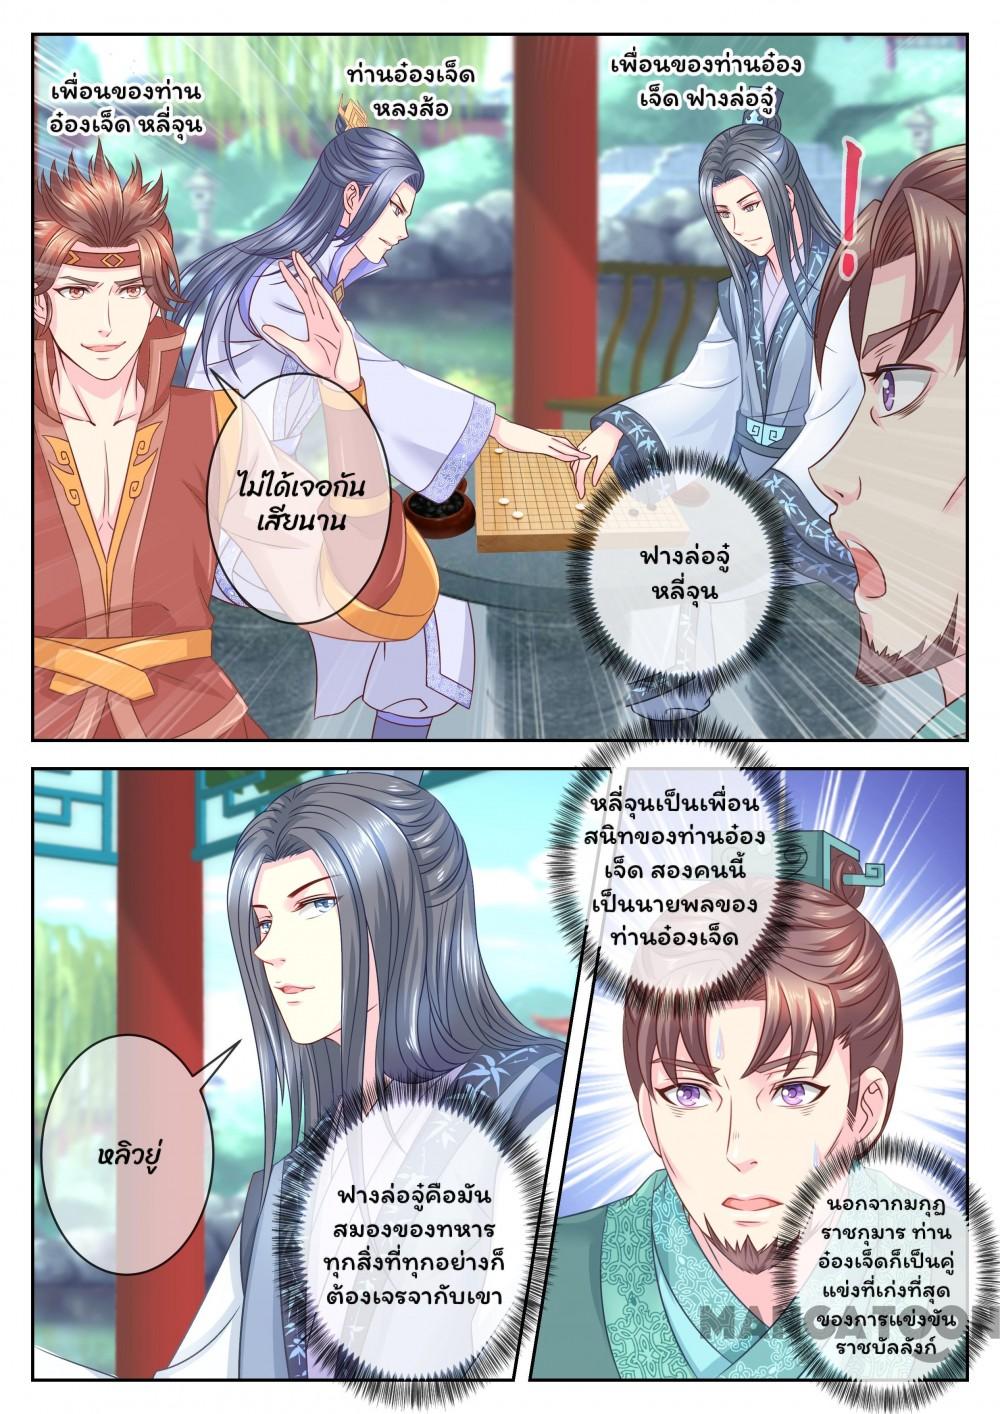 เพื่อนของท่าน
อ๋องเจ็ด หลี่จุน
ท่านอ๋องเจ็ด
หลงส้อ
เพื่อนของท่านอ๋อง
เจ็ด ฟางล่อจู๋
!
ไม่ได้เจอกัน
เสียนาน
ฟางล่อจู๋
หลี่จุน
หลี่จุนเป็นเพื่อน
สนิทของท่านอ๋อง
เจ็ด สองคนนี้
เป็นนายพลของ
ท่านอ๋องเจ็ด
หลิวยู่
ฟางล่อจู๋คือมัน
สมองของทหาร
ทุกสิ่งที่ทุกอย่างก็
ต้องเจรจากับเขา
นอกจากมกุฎ
ราชกุมาร ท่าน
อ๋องเจ็ดก็เป็นคู่
แข่งที่เก่งที่สุด
ของการแข่งขัน
ราชบัลลังก์
MANGATOON